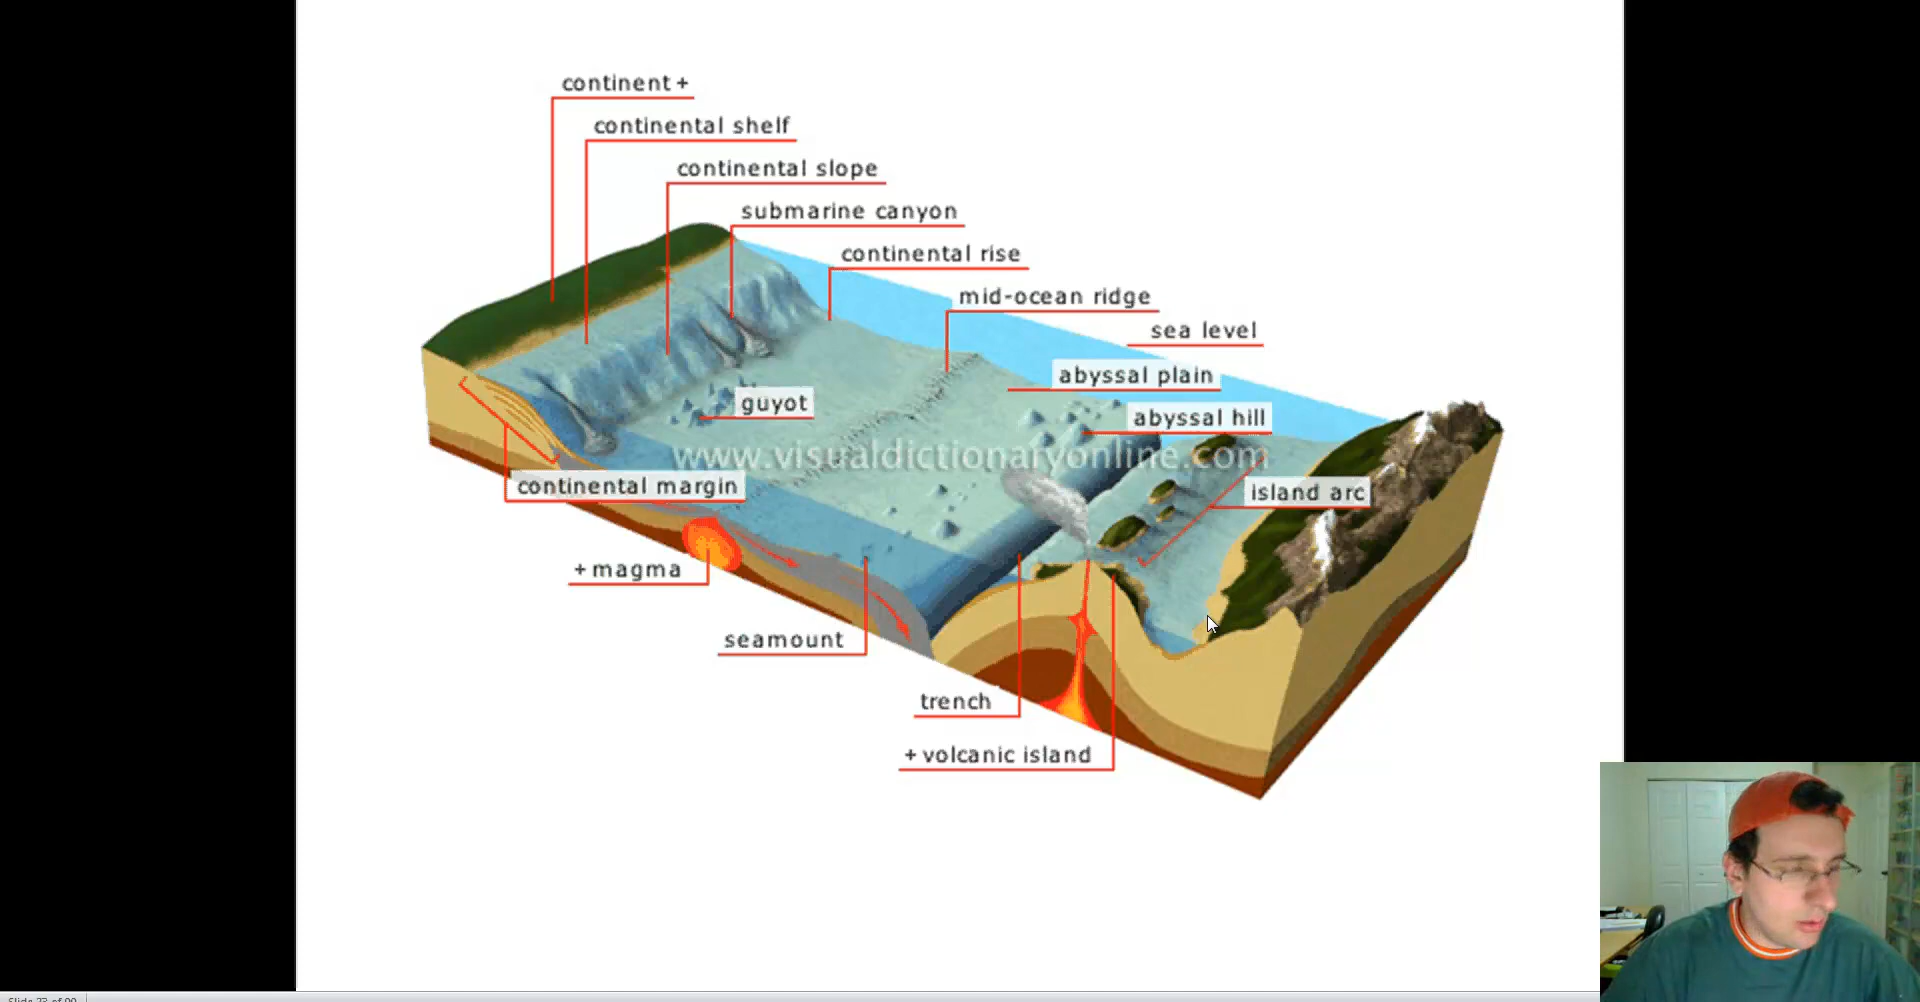 continent +
continental shelf
continental slope
submarine canyon
continental rise
mid-ocean ridge
sea level
abyssal plain
guyot
abyssal hill
www.visualdictionaryonline.com
continental margin
island arc
+ magma
seamount
trench
+ volcanic island